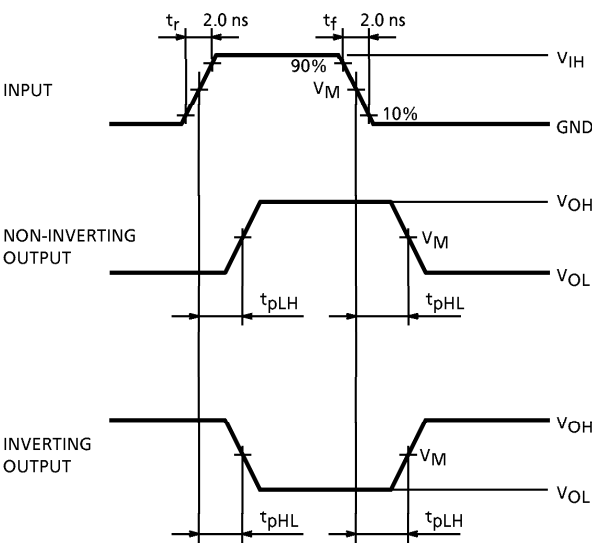 tr 2.0 ns tf 2.0 ns
INPUT
90%
VM
VIH
10%
GND
NON-INVERTING
OUTPUT
VOH
VM
VOL
tpLH tpHL
INVERTING
OUTPUT
VOH
VM
VOL
tpHL tpLH